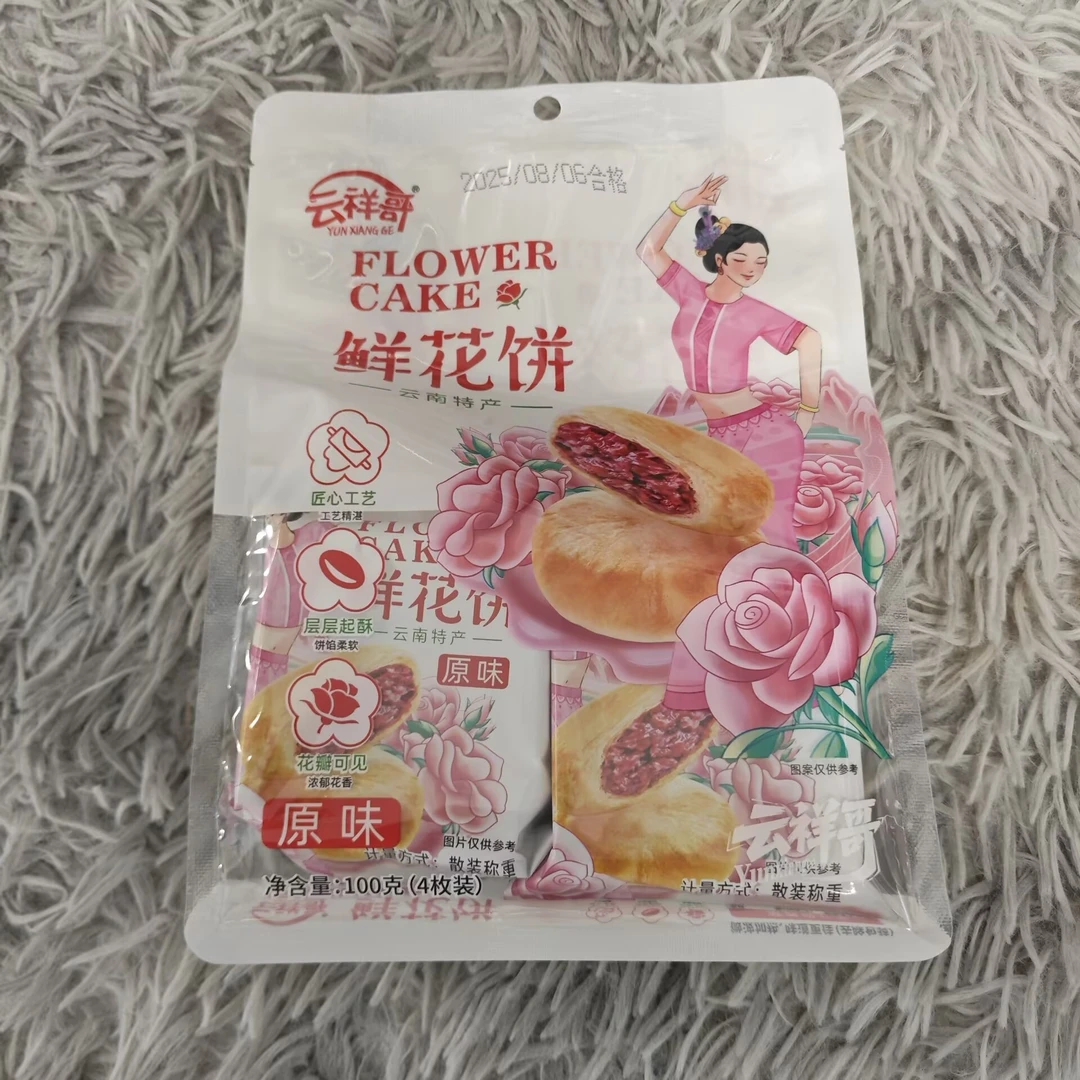 2025/08/06合格
云祥哥®
YUN XIANG GE
FLOWER
CAKE
鲜花饼
云南特产
匠心工艺
工艺精湛
层层起酥
饼馅柔软
花瓣可见
浓郁花香
原味
净含量:100克(4枚装)
鲜花饼
云南特产
原味
图片仅供参考
计量方式：散装称重
图案仅供参考
云祥哥
计量方式：散装称重